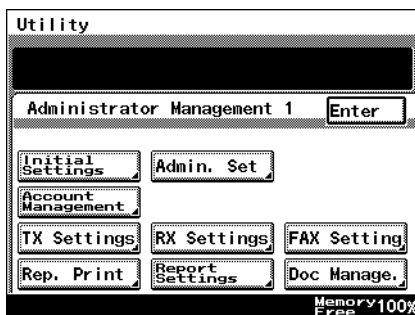 Utility
Administrator Management 1 Enter
Initial
Settings
Admin. Set
Account
Management
TX Settings RX Settings FAX Setting
Rep. Print
Report
Settings
Doc Manage.
Memory
Free 100%